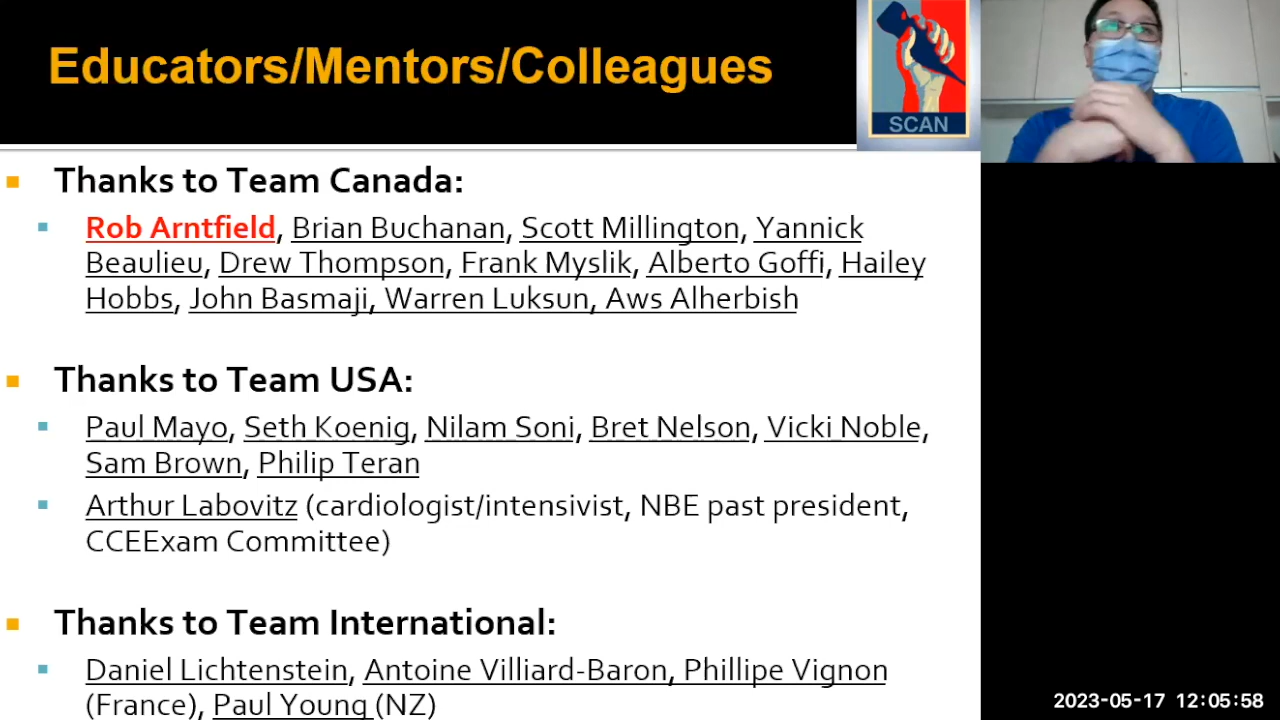 Educators/Mentors/Colleagues
SCAN
Thanks to Team Canada:
Rob Arntfield, Brian Buchanan, Scott Millington, Yannick
Beaulieu, Drew Thompson, Frank Myslik, Alberto Goffi, Hailey
Hobbs, John Basmaji, Warren Luksun, Aws Alherbish
Thanks to Team USA:
Paul Mayo, Seth Koenig, Nilam Soni, Bret Nelson, Vicki Noble,
Sam Brown, Philip Teran
Arthur Labovitz (cardiologist/intensivist, NBE past president,
CCEExam Committee)
Thanks to Team International:
Daniel Lichtenstein, Antoine Villiard-Baron, Phillipe Vignon
(France), Paul Young (NZ)
2023-05-17 12:05:58